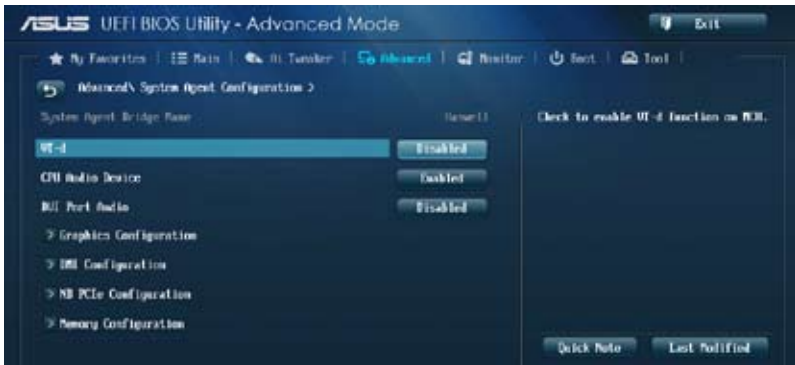 ASUS UEFI BIOS Utility - Advanced Mode
Exit
My Favorites | Main | Ai Tweaker | Advanced | Monitor | Boot | Tool |
Advanced\ System Agent Configuration >
System Agent Bridge Name Haswell
Check to enable VT-d function on MCH.
VT-d Disabled
CPU Audio Device Enabled
DVI Port Audio Disabled
> Graphics Configuration
> DMI Configuration
> NB PCIe Configuration
> Memory Configuration
Quick Note
Last Modified